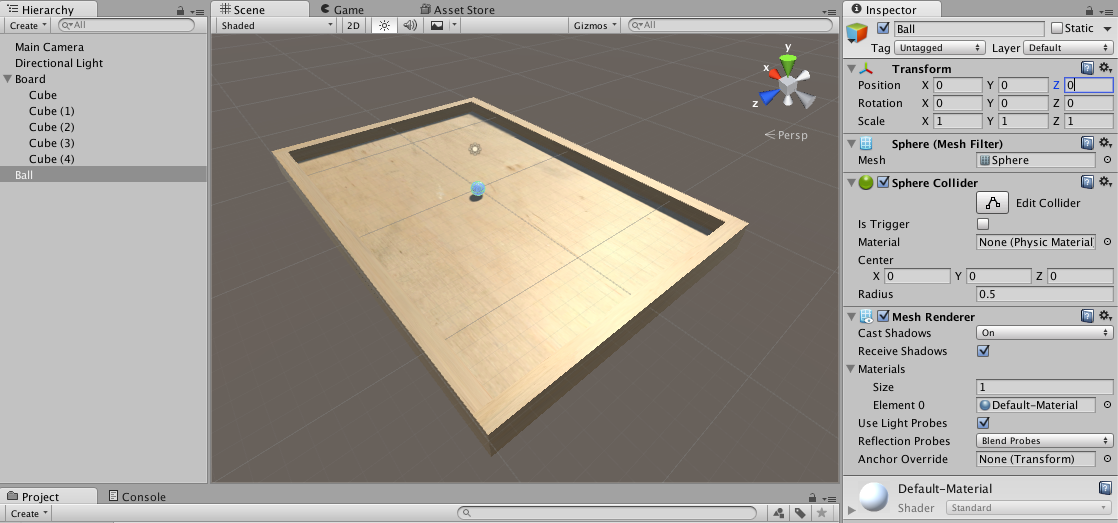 Hierarchy
Create
All
Main Camera
Directional Light
Board
Cube
Cube (1)
Cube (2)
Cube (3)
Cube (4)
Ball
Scene
Game
Asset Store
Shaded
2D
Gizmos
All
y
x
z
Persp
Project
Console
Create
Inspector
Ball
Static
Tag Untagged Layer Default
Transform
Position X 0 Y 0 Z 0
Rotation X 0 Y 0 Z 0
Scale X 1 Y 1 Z 1
Sphere (Mesh Filter)
Mesh Sphere
Sphere Collider
Edit Collider
Is Trigger
Material None (Physic Material
Center
X 0 Y 0 Z 0
Radius 0.5
Mesh Renderer
Cast Shadows On
Receive Shadows
Materials
Size 1
Element 0 Default-Material
Use Light Probes
Reflection Probes Blend Probes
Anchor Override None (Transform)
Default-Material
Shader Standard